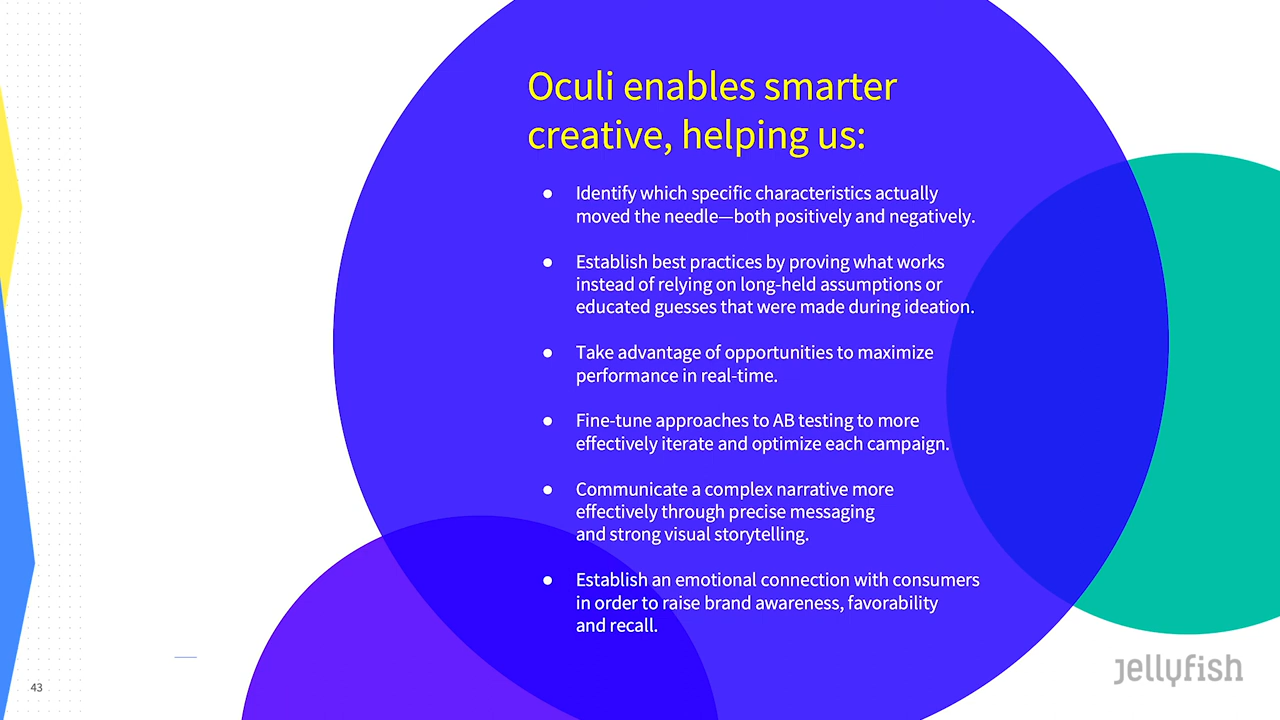 Oculi enables smarter
creative, helping us:
● Identify which specific characteristics actually
moved the needle—both positively and negatively.
● Establish best practices by proving what works
instead of relying on long-held assumptions or
educated guesses that were made during ideation.
● Take advantage of opportunities to maximize
performance in real-time.
● Fine-tune approaches to AB testing to more
effectively iterate and optimize each campaign.
● Communicate a complex narrative more
effectively through precise messaging
and strong visual storytelling.
● Establish an emotional connection with consumers
in order to raise brand awareness, favorability
and recall.
43
jellyfish